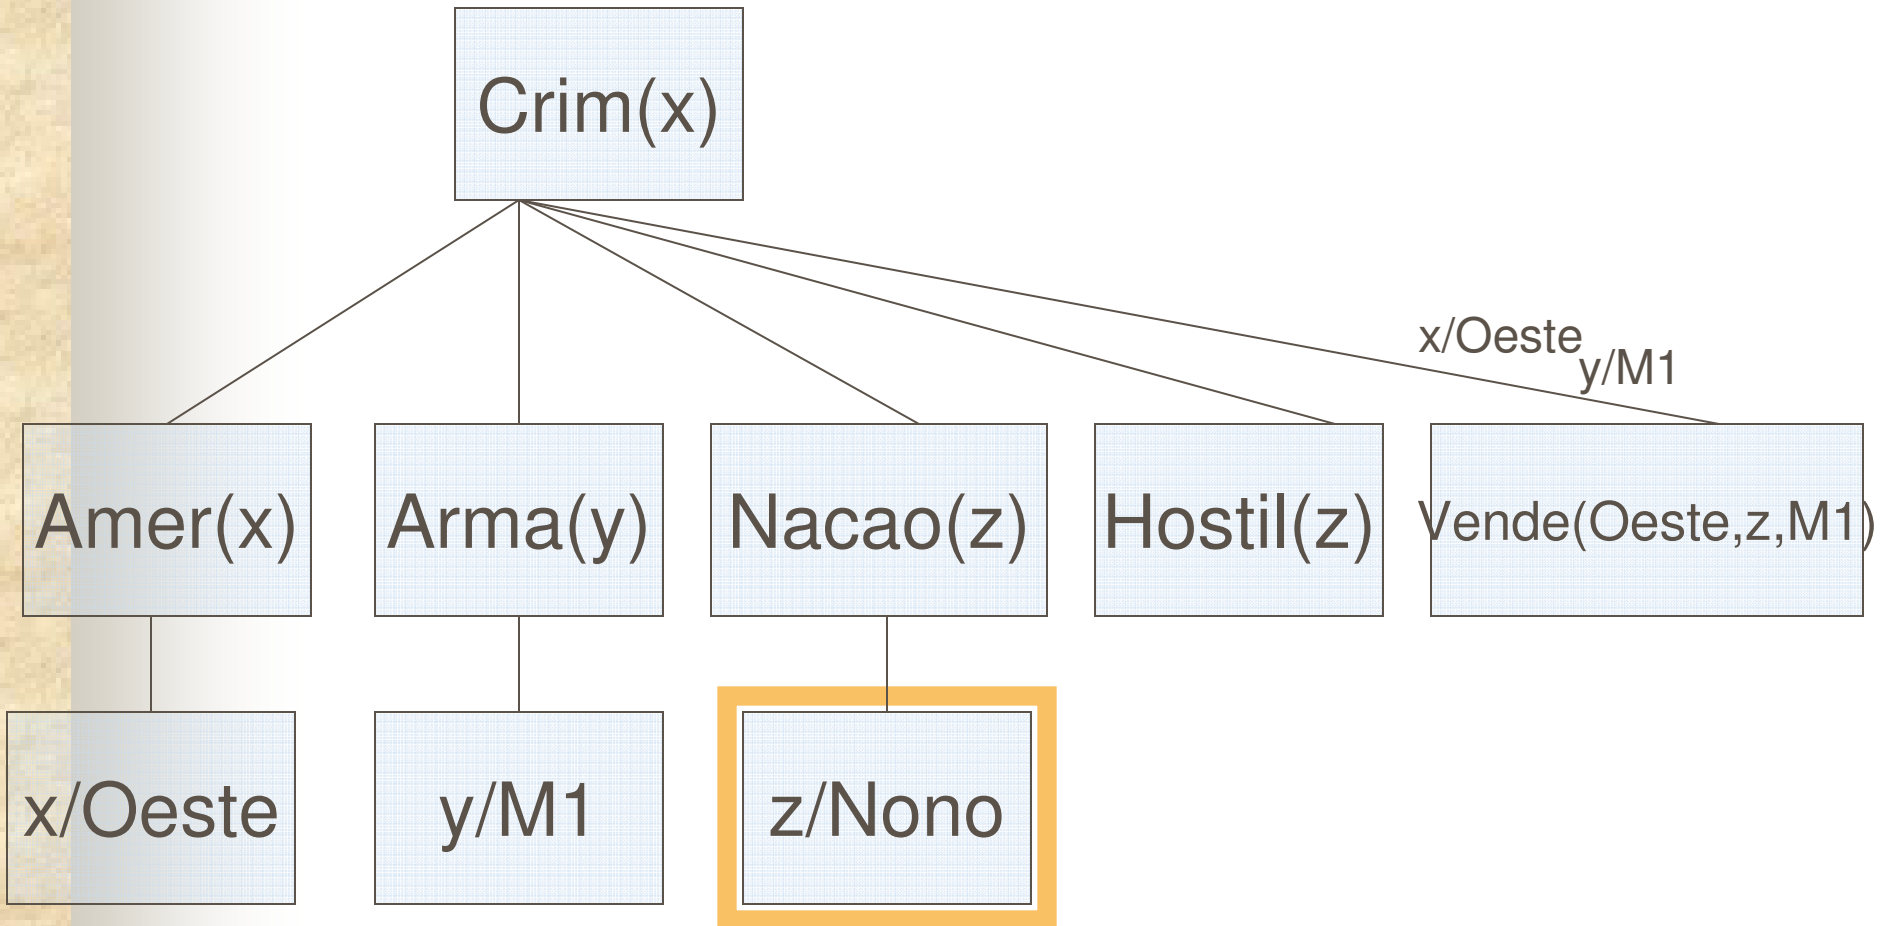 Crim(x)
x/Oeste
y/M1
Amer(x)
Arma(y)
Nacao(z)
Hostil(z)
Vende(Oeste,z,M1)
x/Oeste
y/M1
z/Nono